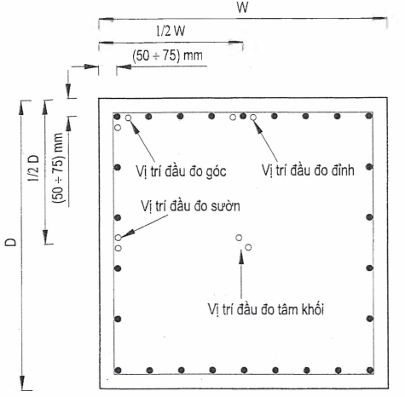 W
1/2 W
(50 ÷ 75) mm
1/2 D
(50 ÷ 75) mm
D
Vị trí đầu đo góc
Vị trí đầu đo đỉnh
Vị trí đầu đo sườn
Vị trí đầu đo tâm khối